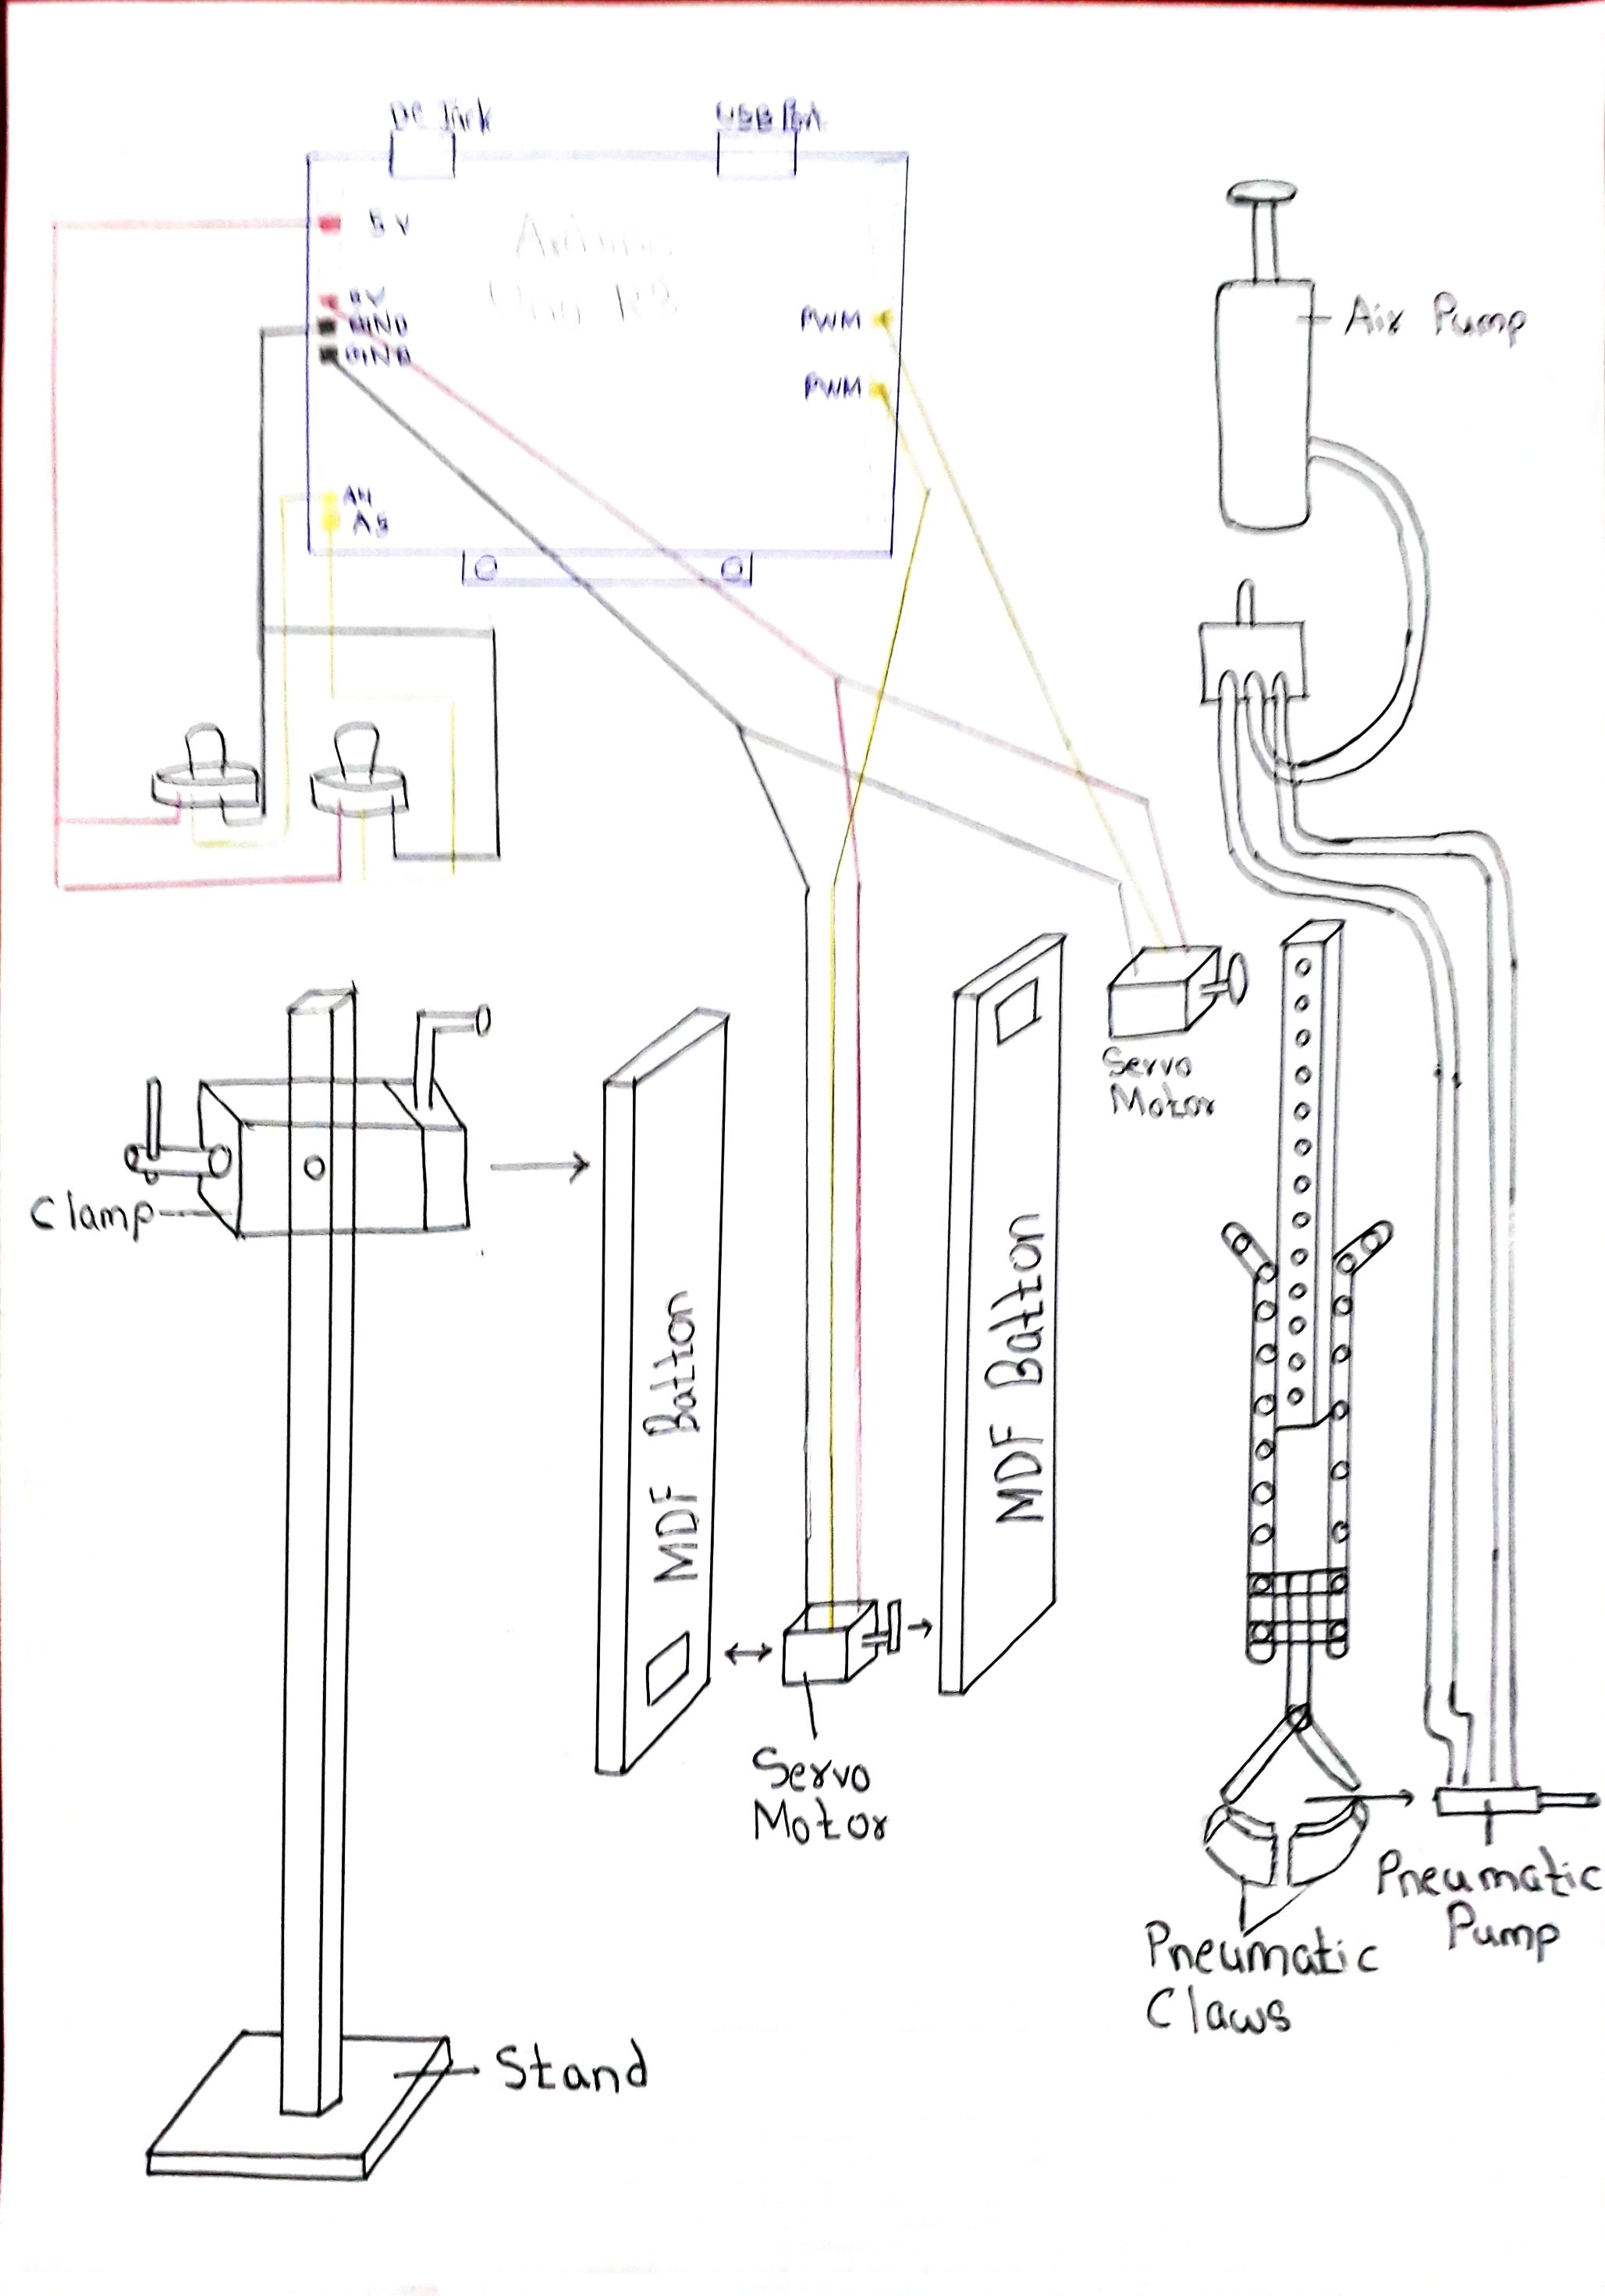 DC Jack
USB Port
5V
Arduino
Uno R3
5V
GND
GND
PWM
PWM
A4
A5
Air Pump
Servo
Motor
Clamp
MDF Batton
MDF Batton
Servo
Motor
Pneumatic
Pump
Pneumatic
Claws
Stand